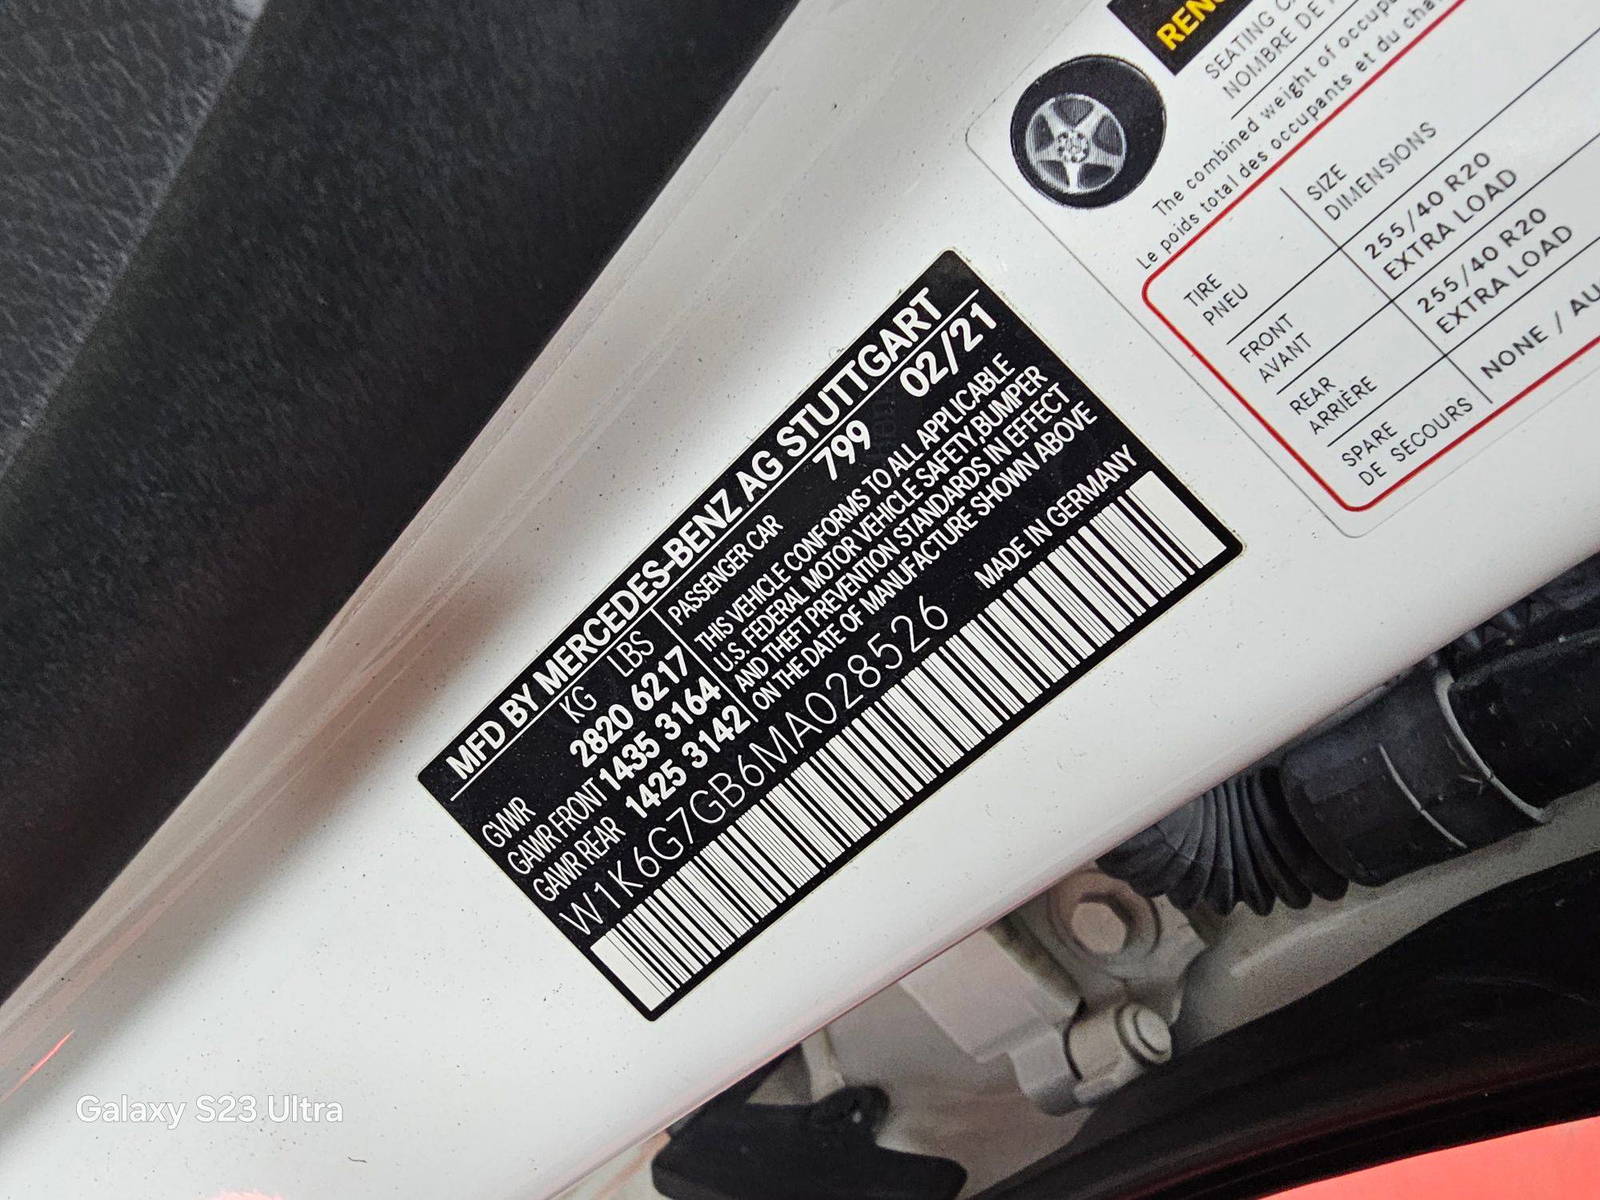 MFD BY MERCEDES-BENZ AG STUTTGART
KG LBS
GVWR 2820 6217
GAWR FRONT 1435 3164
GAWR REAR 1425 3142
PASSENGER CAR 799 02/21
THIS VEHICLE CONFORMS TO ALL APPLICABLE
U.S. FEDERAL MOTOR VEHICLE SAFETY,BUMPER
AND THEFT PREVENTION STANDARDS IN EFFECT
ON THE DATE OF MANUFACTURE SHOWN ABOVE
W1K6G7GB6MA028526 MADE IN GERMANY
SEATING
NOMBRE DE
The combined weight of
Le poids total des occupants et du
TIRE SIZE
PNEU DIMENSIONS
FRONT 255/40 R20
AVANT EXTRA LOAD
REAR 255/40 R20
ARRIÈRE EXTRA LOAD
SPARE NONE /
DE SECOURS
Galaxy S23 Ultra